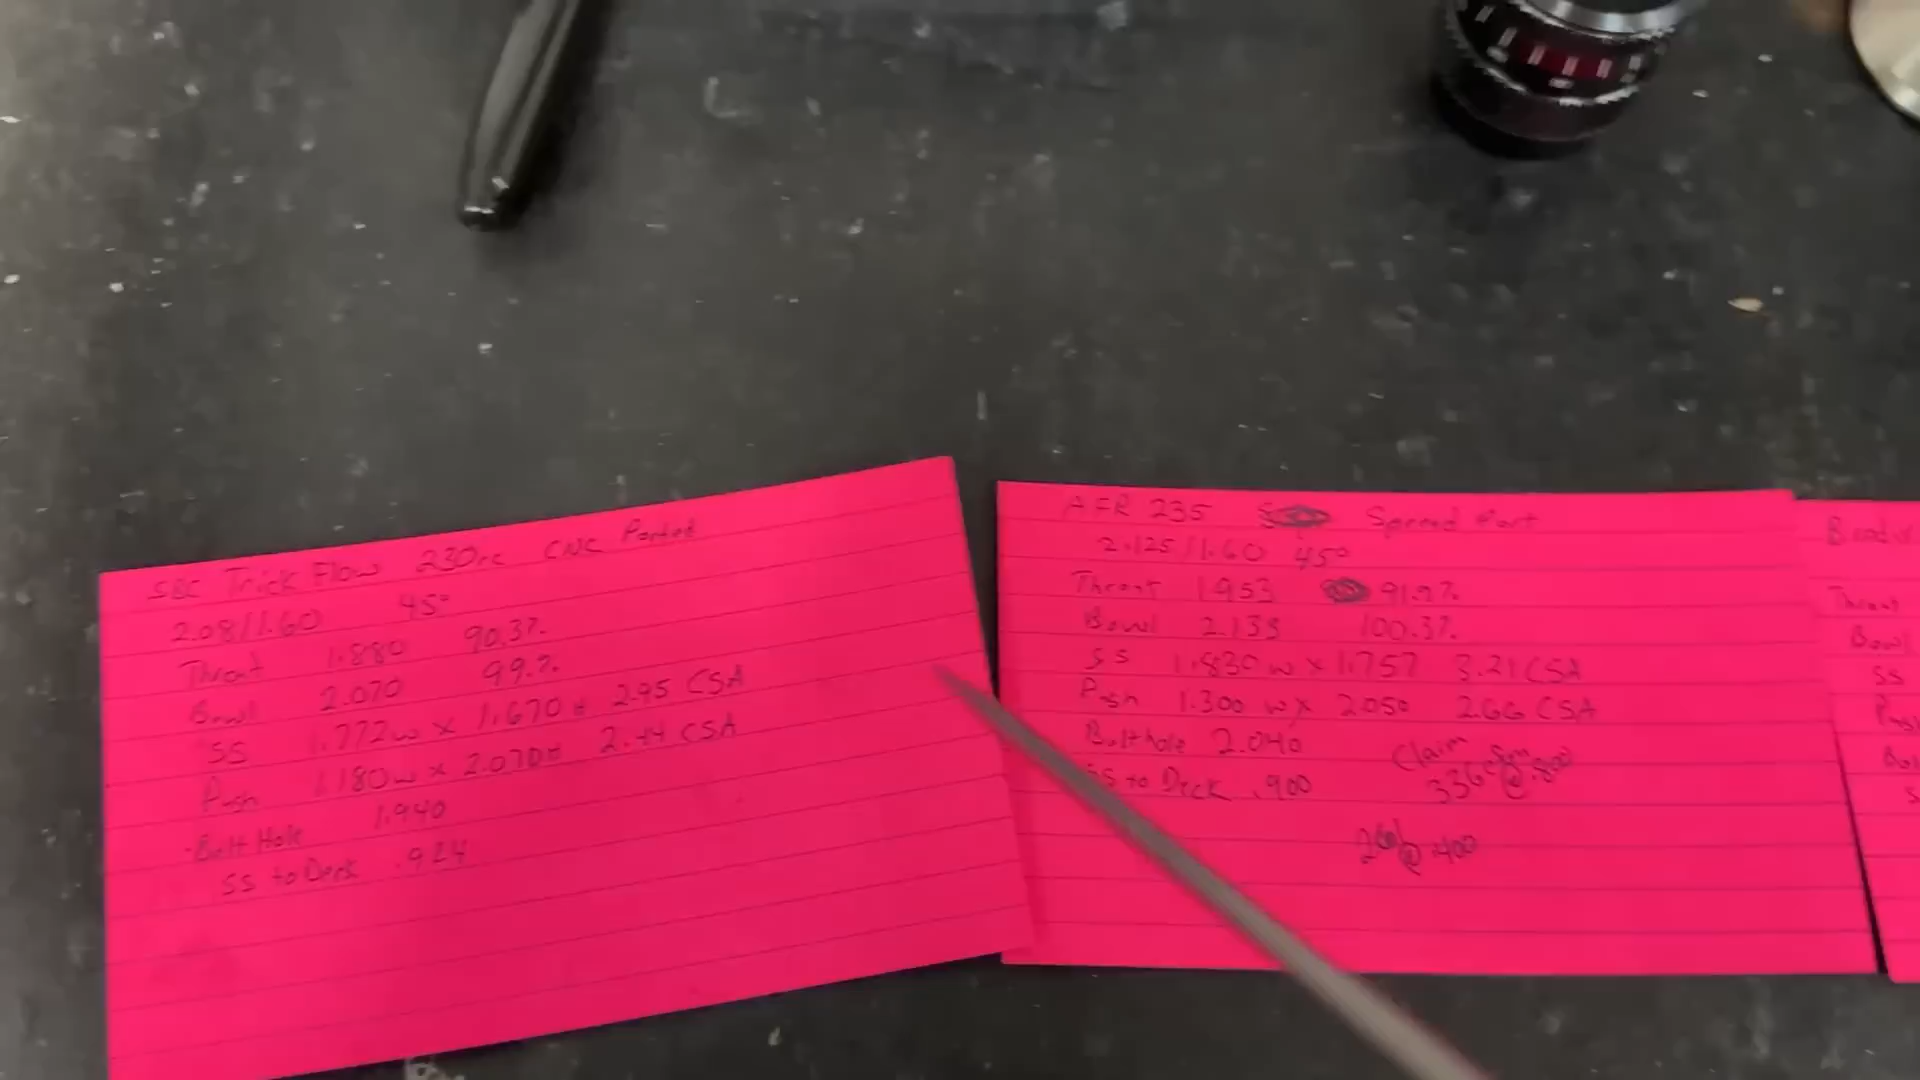 SBC Trick Flow 230cc CNC Ported
2.08/1.60 45°
Throat 1.880 90.3%
Bowl 2.070 99.%
SS 1.772w x 1.670H 2.95 CSA
Push 1.180w x 2.070H 2.44 CSA
Bolt Hole 1.940
SS to Deck .924
AFR 235 Spread Port
2.125/1.60 45°
Throat 1.953 91.9%
Bowl 2.133 100.3%
SS 1.830w x 1.757 3.21 CSA
Push 1.300 w x 2.050 2.66 CSA
Bolt hole 2.040
SS to Deck .900
Claim
336 cfm @ .800
@ .400
Throat
Bowl
SS